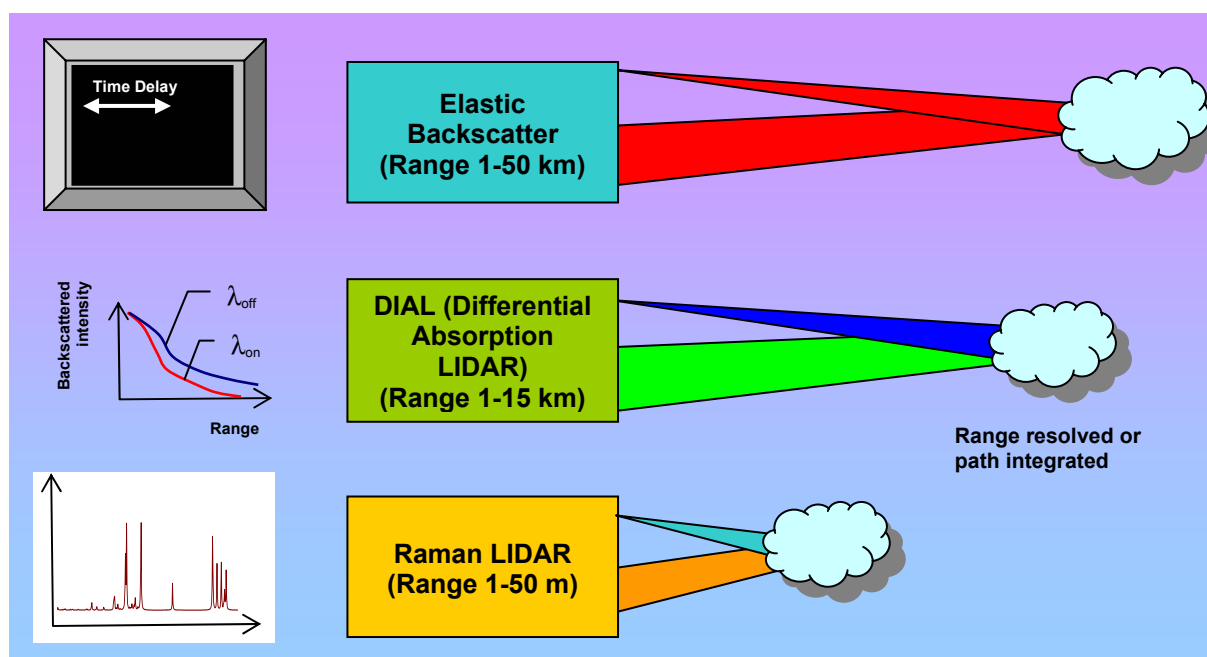 Time Delay
Elastic
Backscatter
(Range 1-50 km)
Backscattered
intensity
λoff
λon
Range
DIAL (Differential
Absorption
LIDAR)
(Range 1-15 km)
Range resolved or
path integrated
Raman LIDAR
(Range 1-50 m)